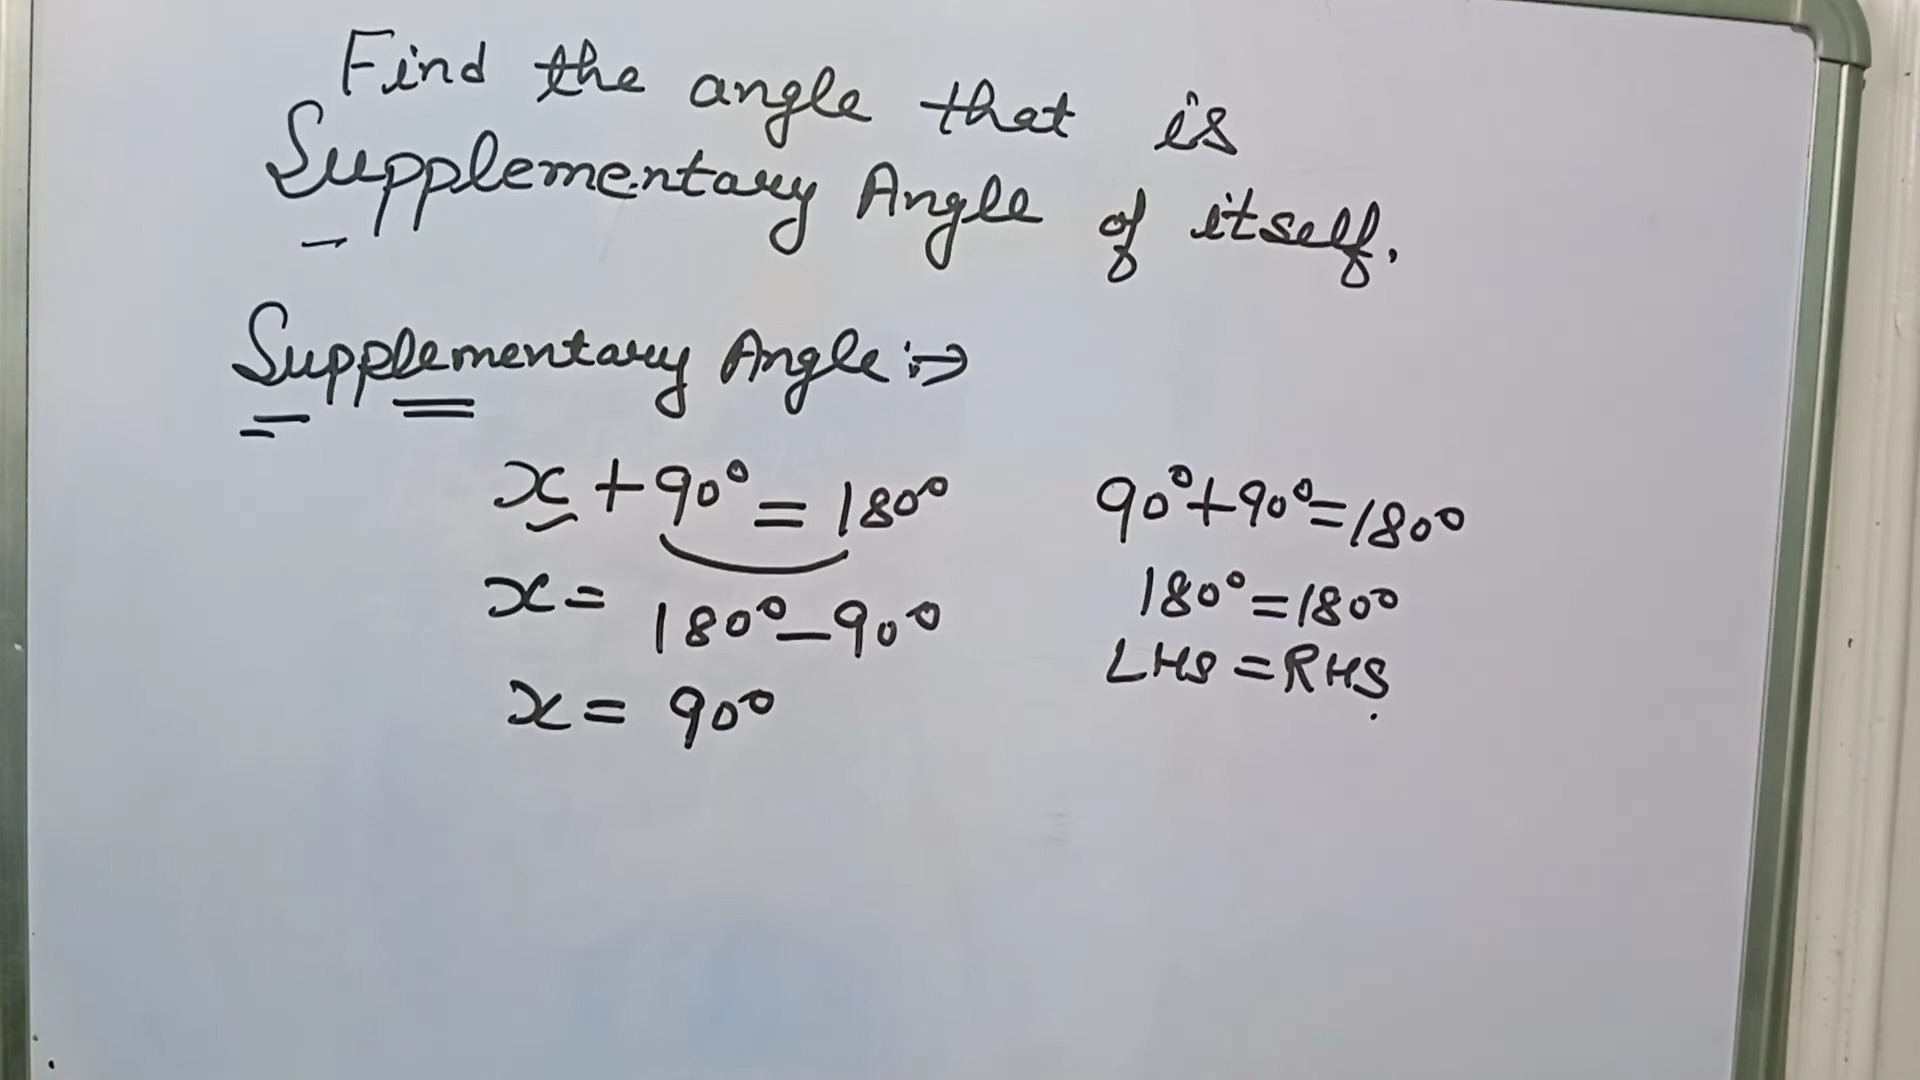 Find the angle that is
Supplementary Angle of itself.
Supplementary Angle :→
x + 90° = 180°
x = 180° - 90°
x = 90°
90° + 90° = 180°
180° = 180°
LHS = RHS.